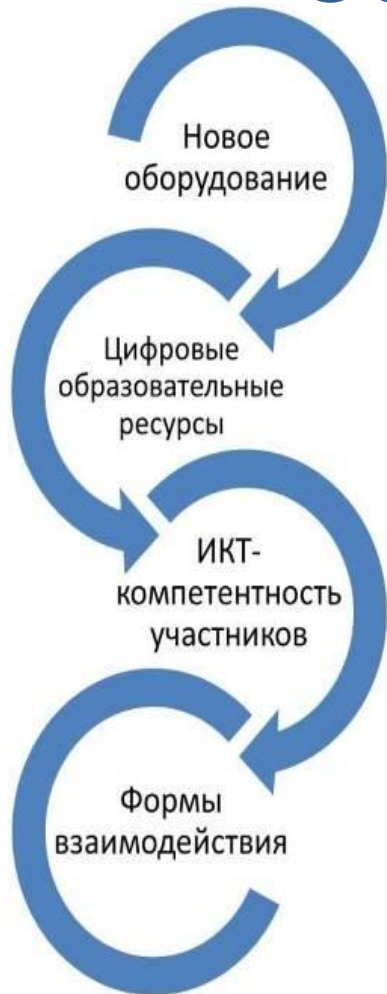 Новое
оборудование
Цифровые
образовательные
ресурсы
ИКТ-
компетентность
участников
Формы
взаимодействия